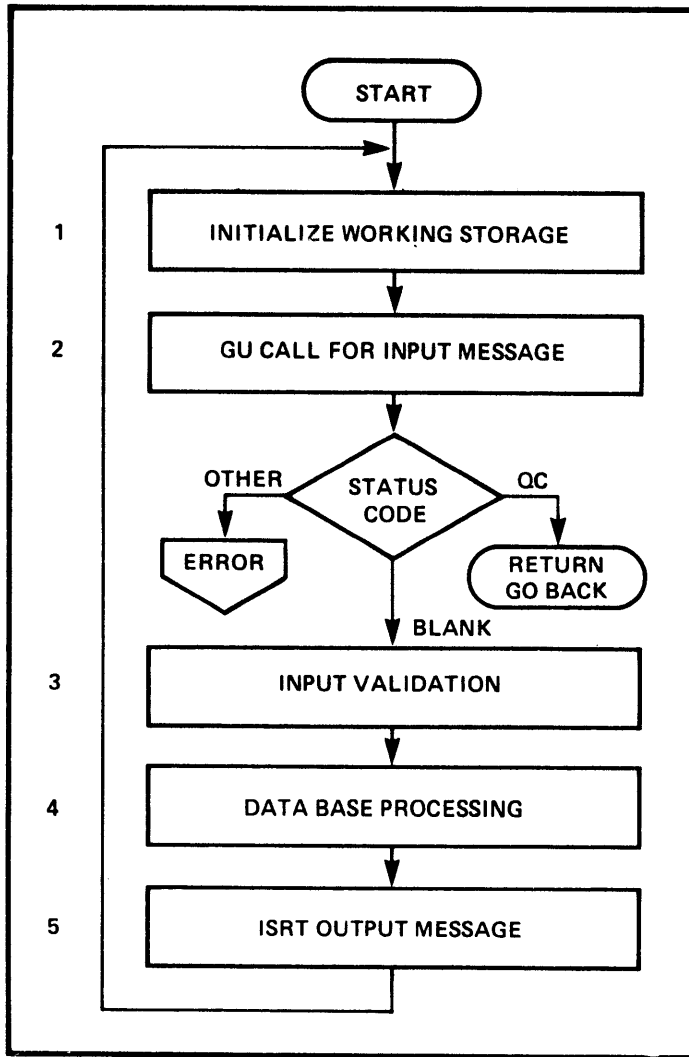 START
1
INITIALIZE WORKING STORAGE
2
GU CALL FOR INPUT MESSAGE
OTHER
STATUS
CODE
QC
ERROR
RETURN
GO BACK
BLANK
3
INPUT VALIDATION
4
DATA BASE PROCESSING
5
ISRT OUTPUT MESSAGE